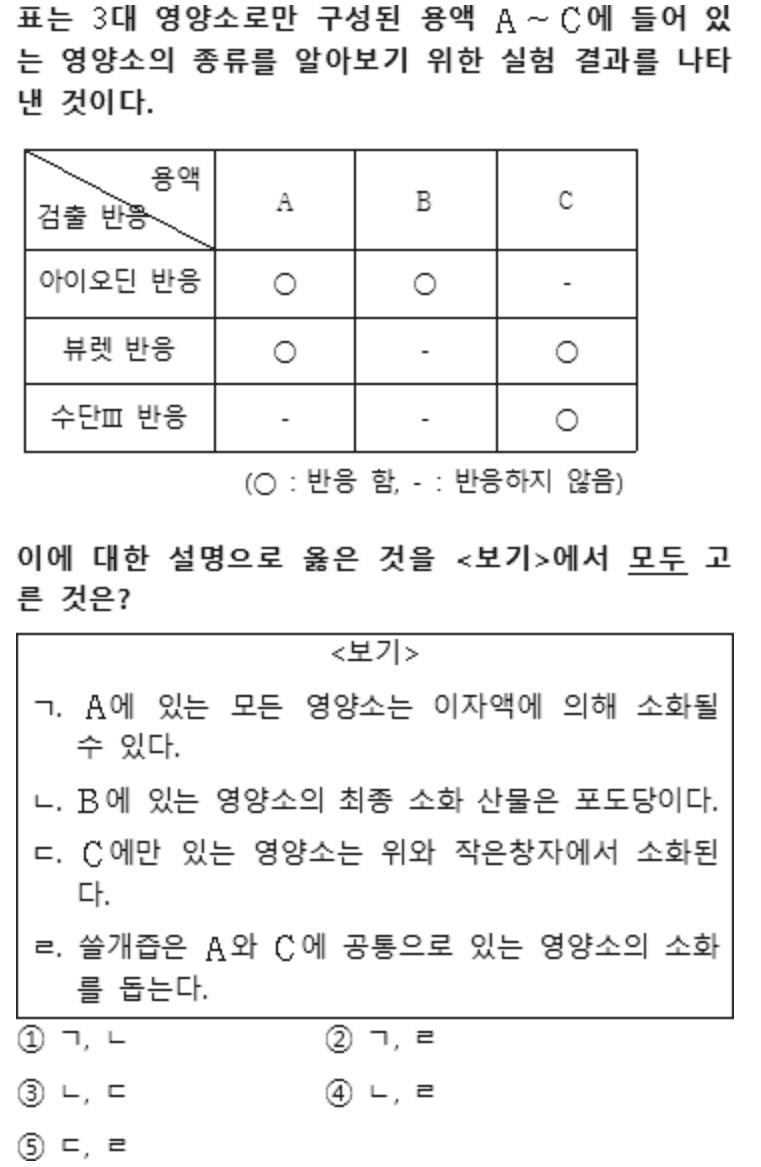 표는 3대 영양소로만 구성된 용액 A ~ C에 들어 있
는 영양소의 종류를 알아보기 위한 실험 결과를 나타
낸 것이다.
용액
검출 반응
A B C
아이오딘 반응 ○ ○ -
뷰렛 반응 ○ - ○
수단Ⅲ 반응 - - ○
(○ : 반응 함, - : 반응하지 않음)
이에 대한 설명으로 옳은 것을 <보기>에서 모두 고
른 것은?
<보기>
ㄱ. A에 있는 모든 영양소는 이자액에 의해 소화될
수 있다.
ㄴ. B에 있는 영양소의 최종 소화 산물은 포도당이다.
ㄷ. C에만 있는 영양소는 위와 작은창자에서 소화된
다.
ㄹ. 쓸개즙은 A와 C에 공통으로 있는 영양소의 소화
를 돕는다.
① ㄱ, ㄴ ② ㄱ, ㄹ
③ ㄴ, ㄷ ④ ㄴ, ㄹ
⑤ ㄷ, ㄹ